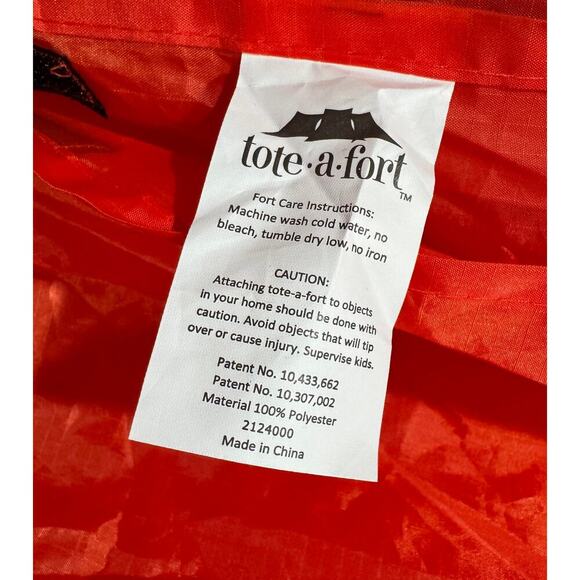 tote·a·fort™
Fort Care Instructions:
Machine wash cold water, no
bleach, tumble dry low, no iron
CAUTION:
Attaching tote-a-fort to objects
in your home should be done with
caution. Avoid objects that will tip
over or cause injury. Supervise kids.
Patent No. 10,433,662
Patent No. 10,307,002
Material 100% Polyester
2124000
Made in China